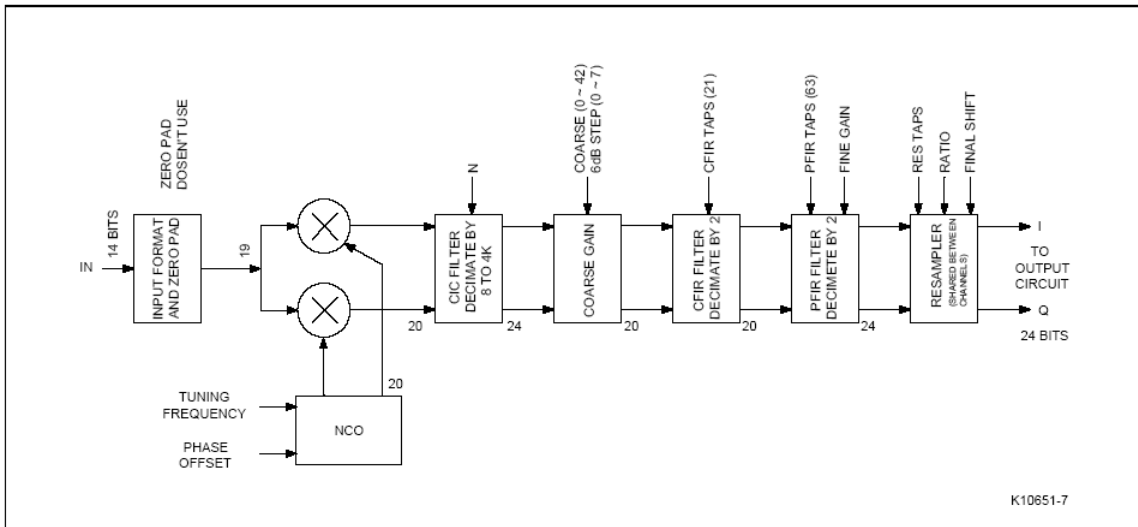 ZERO PAD
DOSEN'T USE
14 BITS
IN
INPUT FORMAT
AND ZERO PAD
19
TUNING
FREQUENCY
PHASE
OFFSET
NCO
20
20
N
CIC FILTER
DECIMATE BY
8 TO 4K
24
COARSE (0 ~ 42)
6dB STEP (0 ~ 7)
COARSE GAIN
20
CFIR TAPS (21)
CFIR FILTER
DECIMATE BY 2
20
PFIR TAPS (63)
FINE GAIN
PFIR FILTER
DECIMETE BY 2
24
RES TAPS
RATIO
FINAL SHIFT
RESAMPLER
(SHARED BETWEEN
CHANNELS)
I
TO
OUTPUT
CIRCUIT
Q
24 BITS
K10651-7